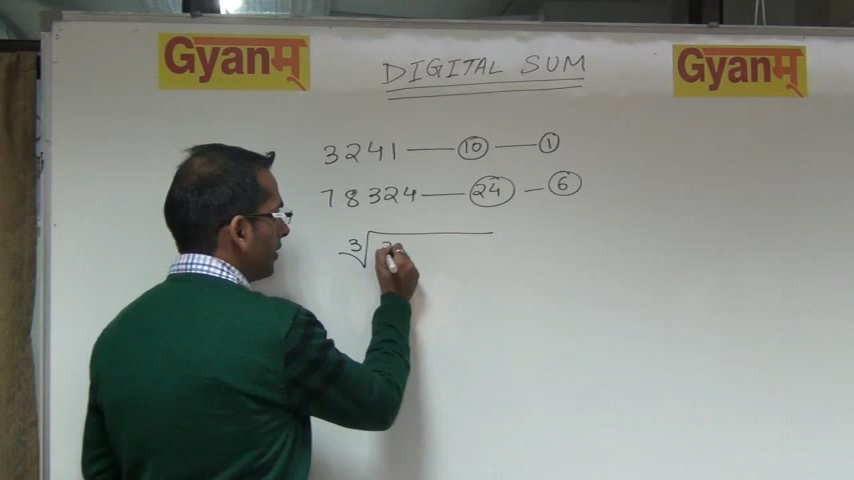 Gyanम DIGITAL SUM Gyanम
3241 — 10 — 1
78324 — 24 — 6
3